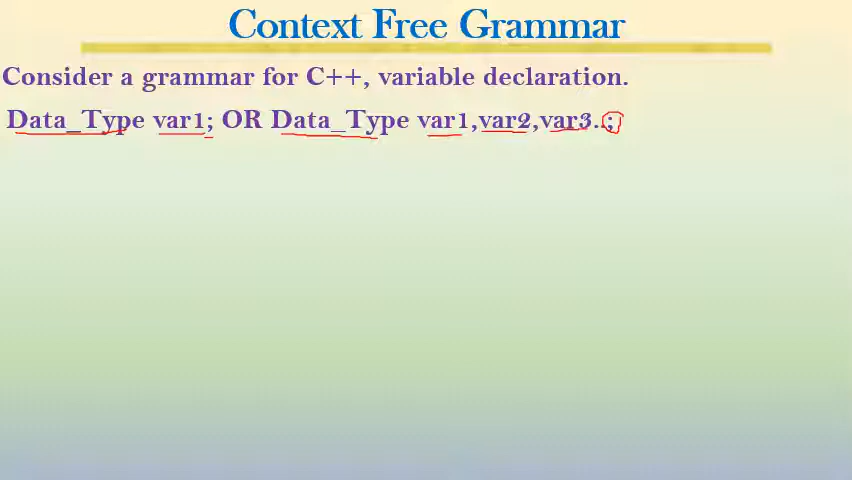 Context Free Grammar
Consider a grammar for C++, variable declaration.
Data_Type var1; OR Data_Type var1,var2,var3..;